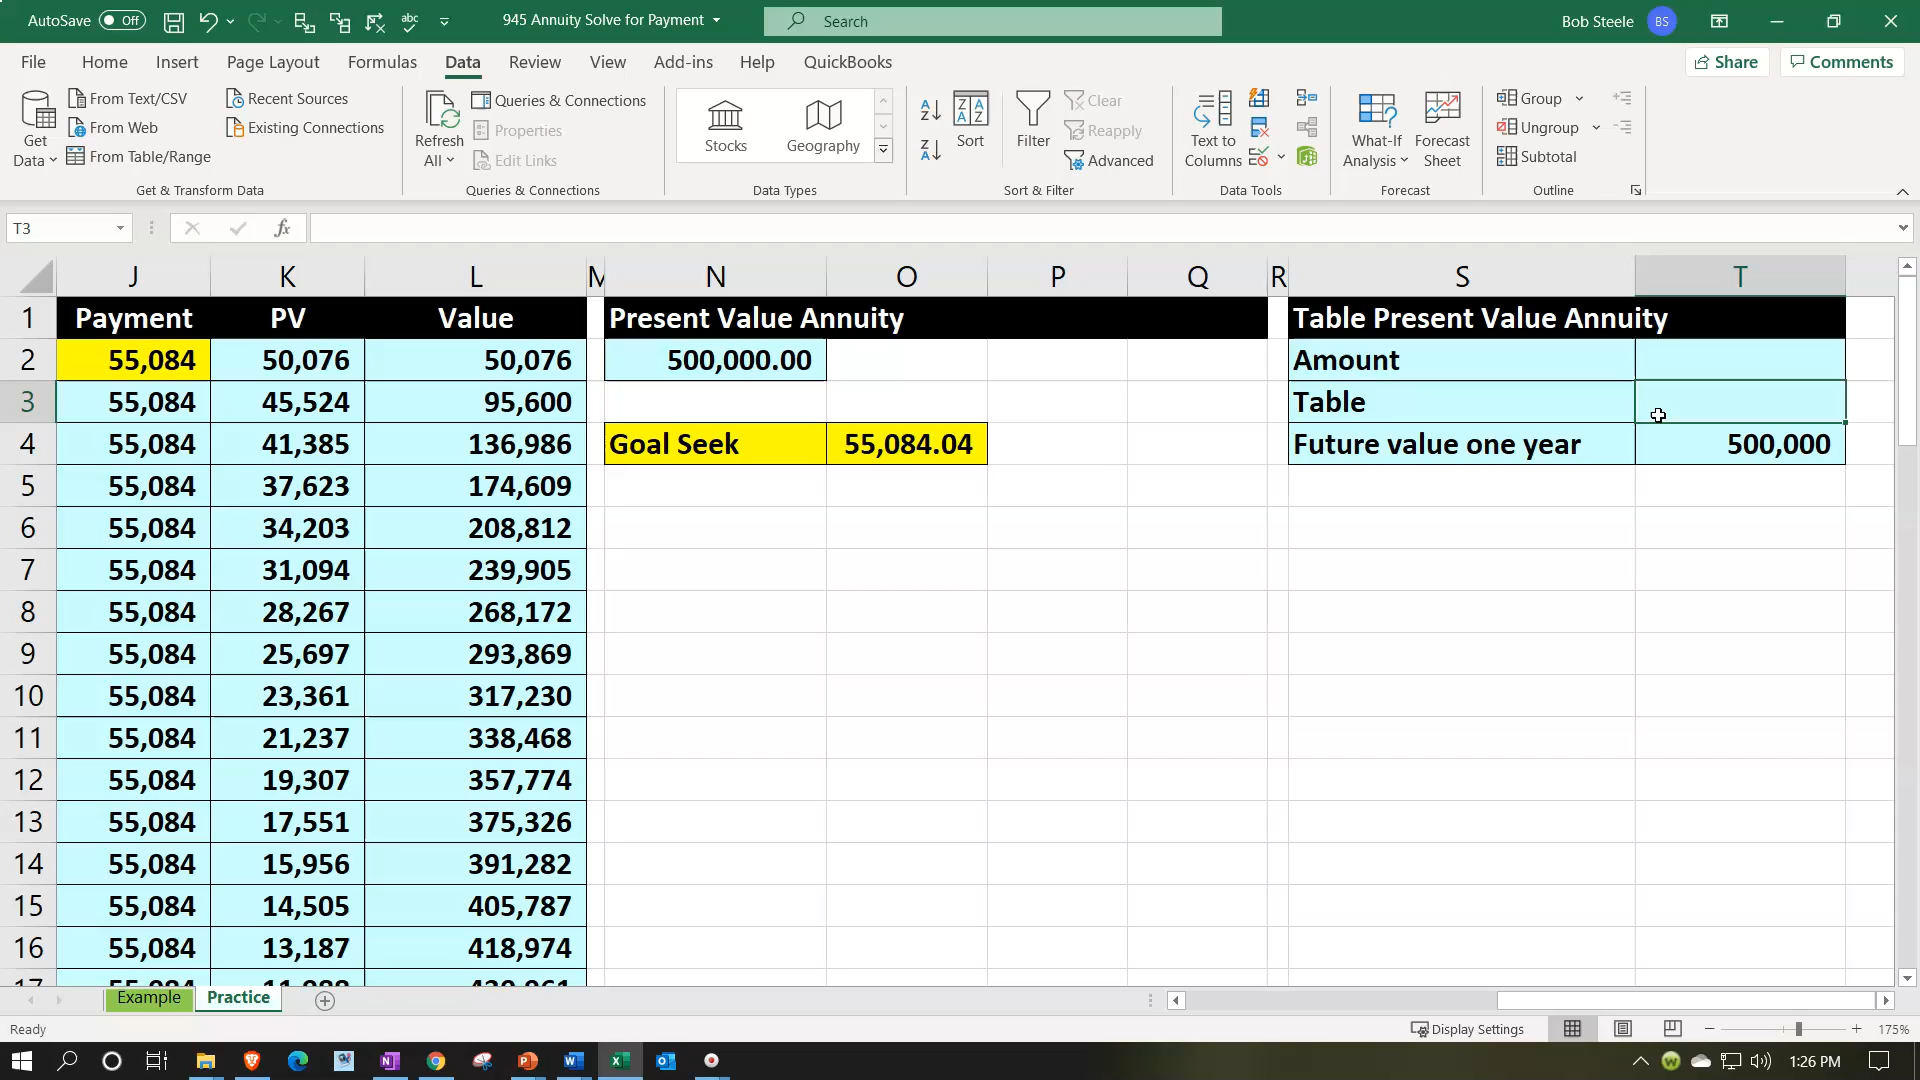 AutoSave Off
945 Annuity Solve for Payment
Search
Bob Steele BS
File Home Insert Page Layout Formulas Data Review View Add-ins Help QuickBooks
Share Comments
Get Data
From Text/CSV
From Web
From Table/Range
Recent Sources
Existing Connections
Get & Transform Data
Refresh All
Queries & Connections
Properties
Edit Links
Queries & Connections
Stocks
Geography
Data Types
Sort
Filter
Clear
Reapply
Advanced
Sort & Filter
Text to Columns
Data Tools
What-If Analysis
Forecast Sheet
Forecast
Group
Ungroup
Subtotal
Outline
T3
fx
J K L M N O P Q R S T
1 Payment PV Value Present Value Annuity Table Present Value Annuity
2 55,084 50,076 50,076 500,000.00 Amount
3 55,084 45,524 95,600 Table
4 55,084 41,385 136,986 Goal Seek 55,084.04 Future value one year 500,000
5 55,084 37,623 174,609
6 55,084 34,203 208,812
7 55,084 31,094 239,905
8 55,084 28,267 268,172
9 55,084 25,697 293,869
10 55,084 23,361 317,230
11 55,084 21,237 338,468
12 55,084 19,307 357,774
13 55,084 17,551 375,326
14 55,084 15,956 391,282
15 55,084 14,505 405,787
16 55,084 13,187 418,974
Example Practice
Ready
Display Settings
175%
1:26 PM